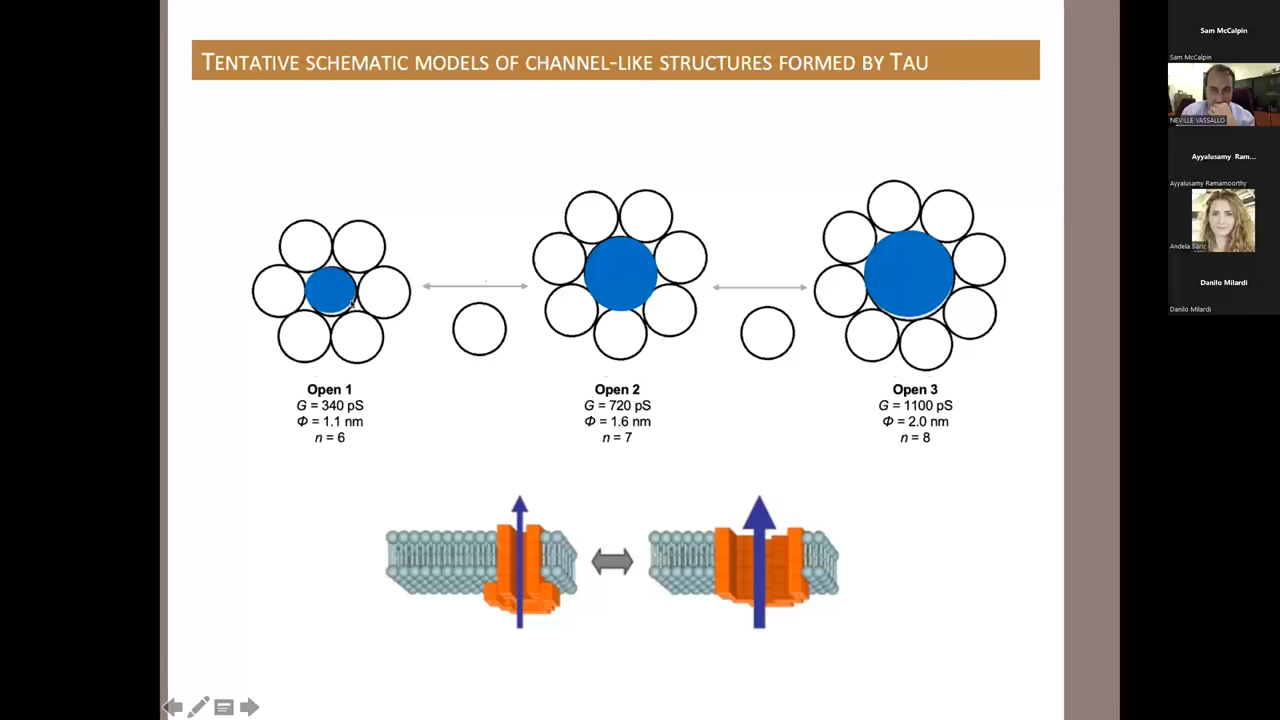 TENTATIVE SCHEMATIC MODELS OF CHANNEL-LIKE STRUCTURES FORMED BY TAU
Open 1
G = 340 pS
Φ = 1.1 nm
n = 6
Open 2
G = 720 pS
Φ = 1.6 nm
n = 7
Open 3
G = 1100 pS
Φ = 2.0 nm
n = 8
Sam McCalpin
Sam McCalpin
NEVILLE VASSALLO
Ayyalusamy Ram...
Ayyalusamy Ramamoorthy
Andela Saric
Danilo Milardi
Danilo Milardi